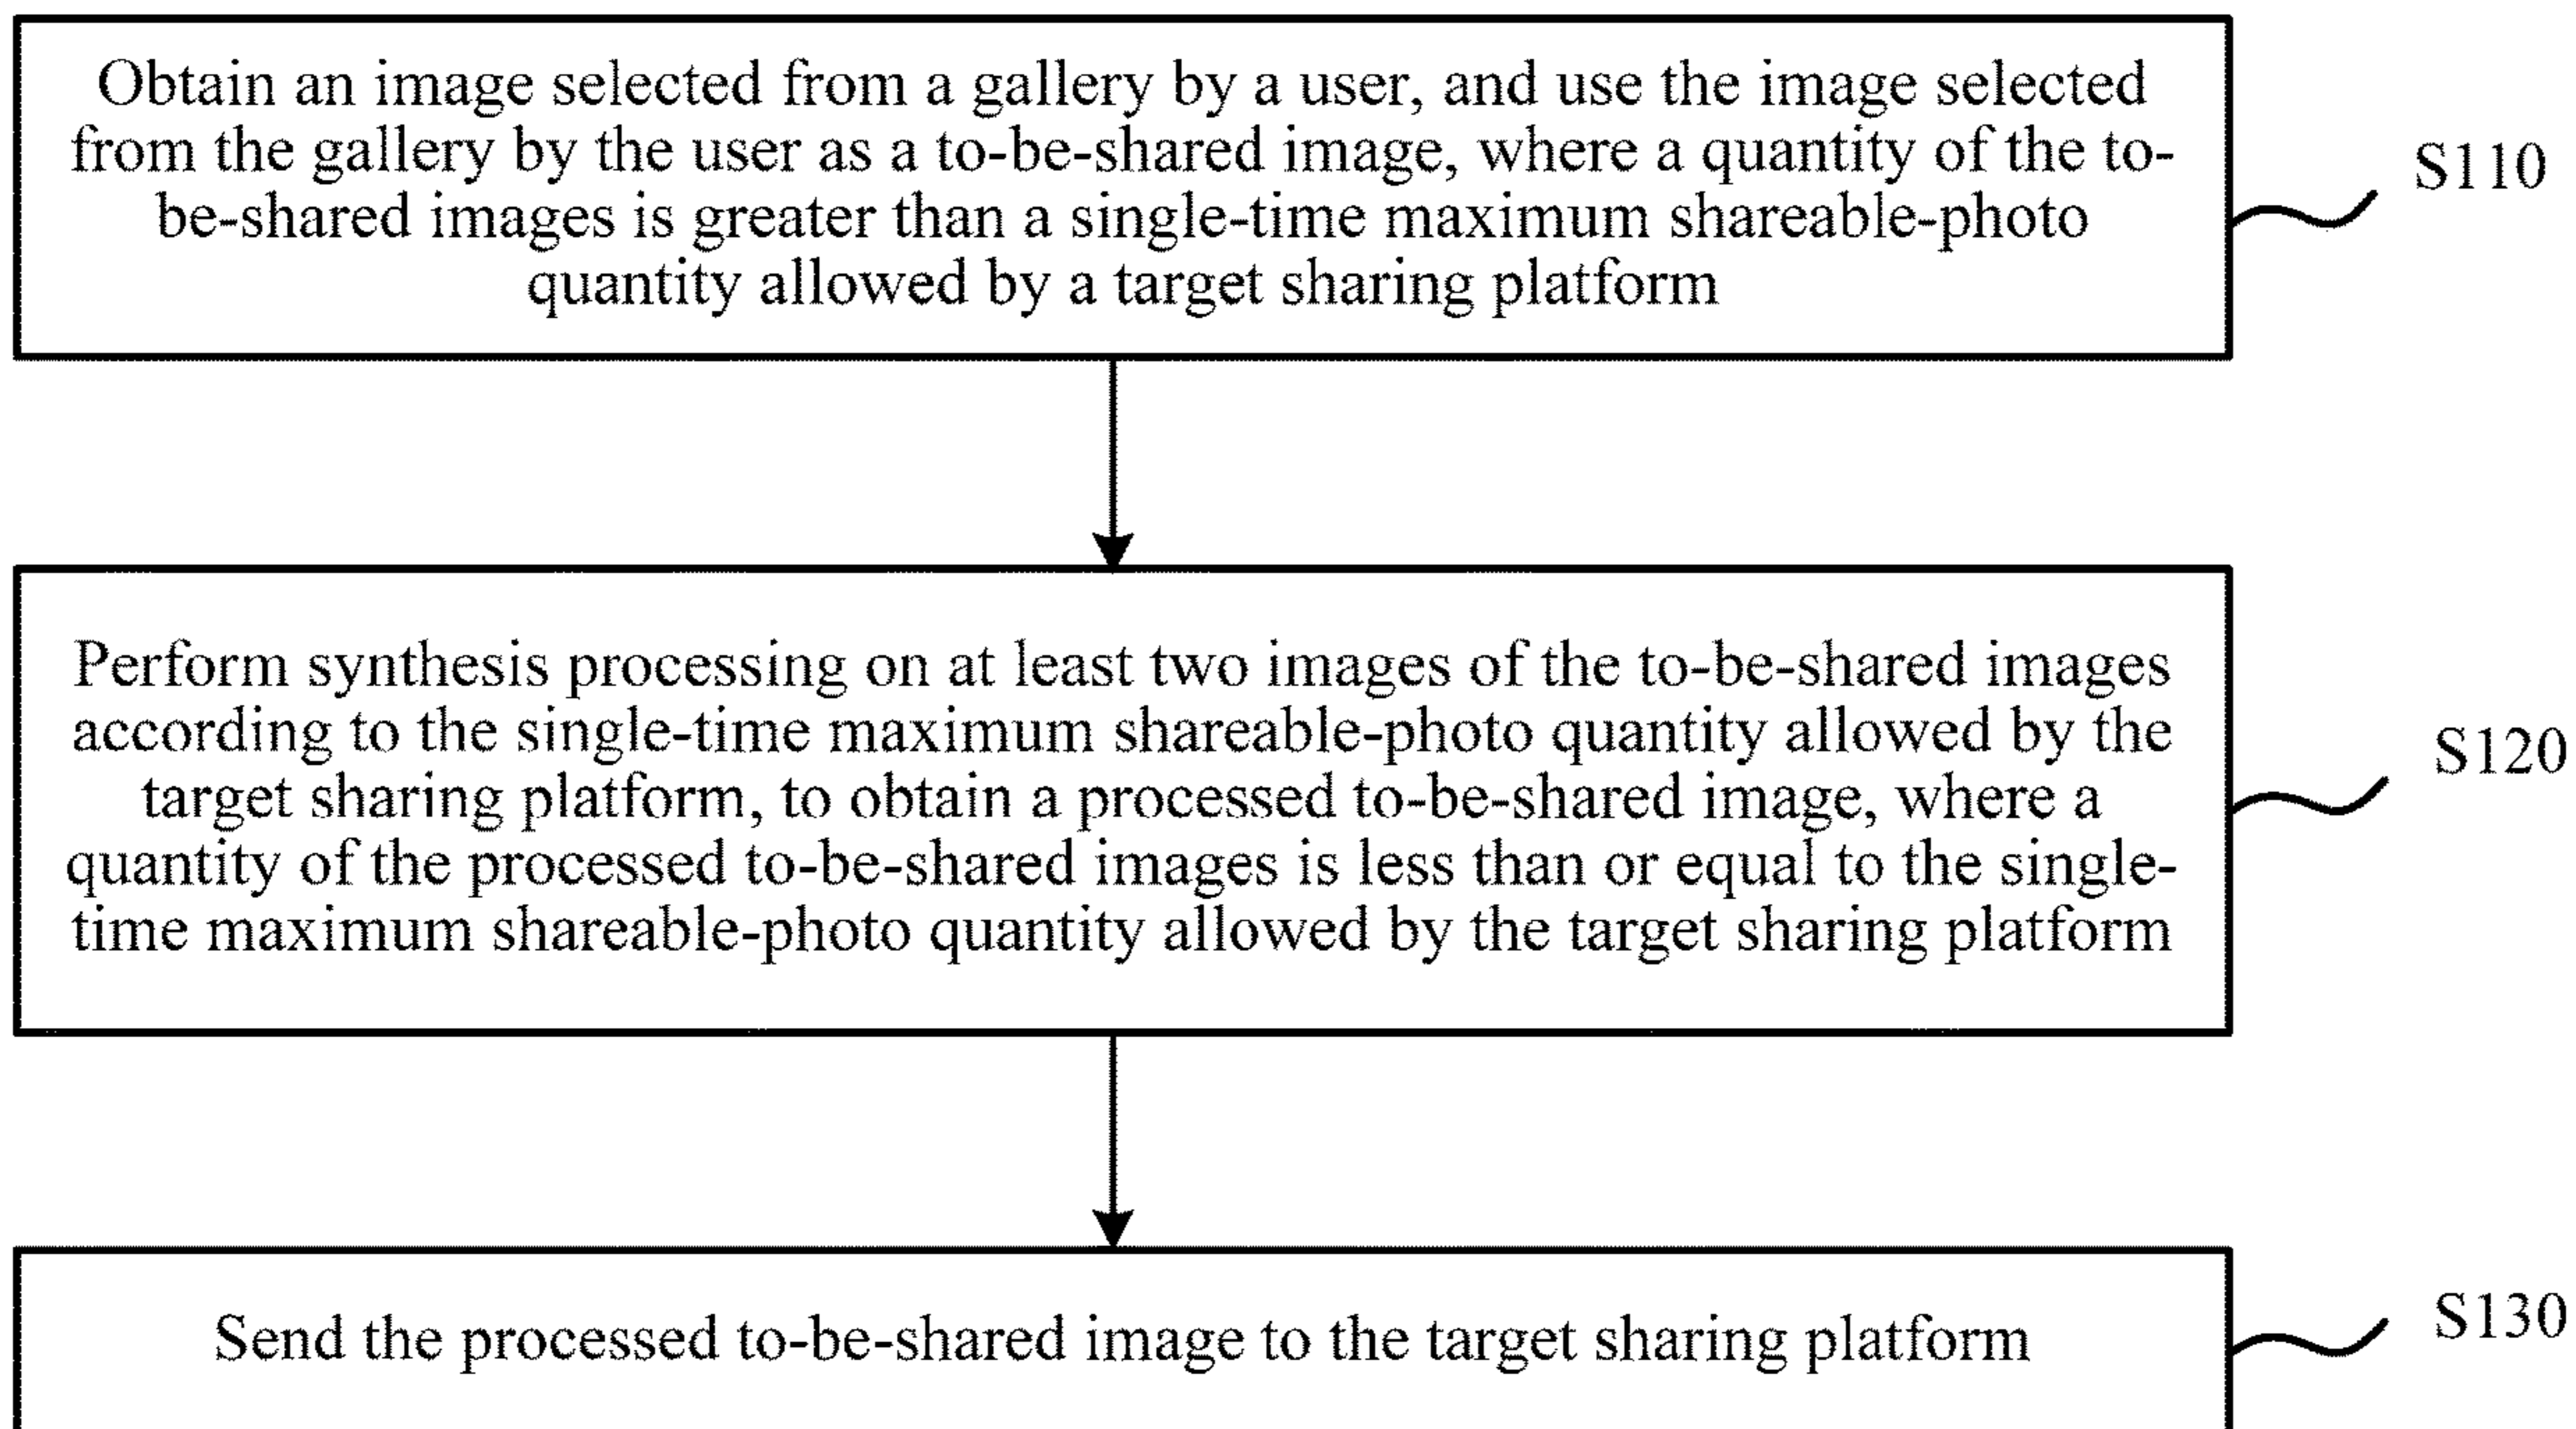 Obtain an image selected from a gallery by a user, and use the image selected
from the gallery by the user as a to-be-shared image, where a quantity of the to-
be-shared images is greater than a single-time maximum shareable-photo
quantity allowed by a target sharing platform
S110
Perform synthesis processing on at least two images of the to-be-shared images
according to the single-time maximum shareable-photo quantity allowed by the
target sharing platform, to obtain a processed to-be-shared image, where a
quantity of the processed to-be-shared images is less than or equal to the single-
time maximum shareable-photo quantity allowed by the target sharing platform
S120
Send the processed to-be-shared image to the target sharing platform
S130